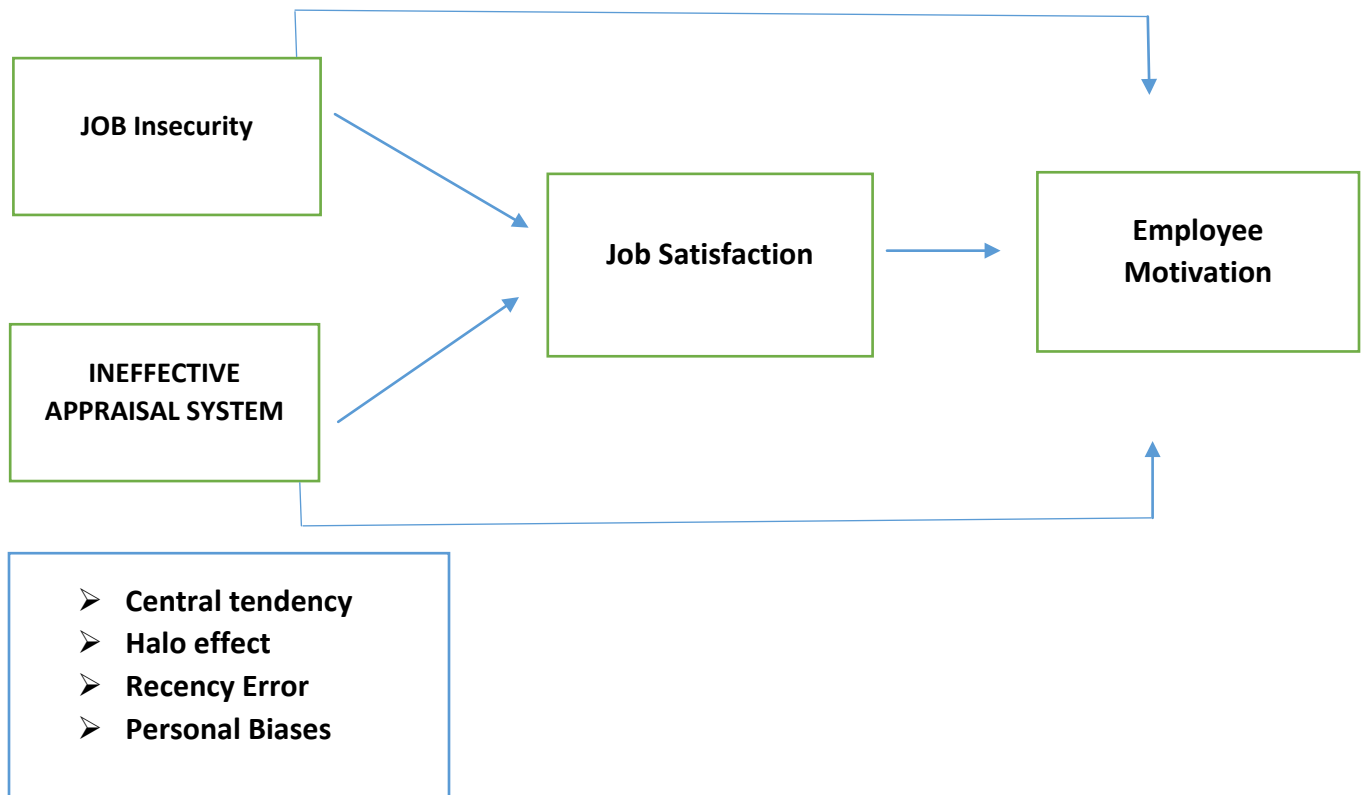 JOB Insecurity
Job Satisfaction
Employee
Motivation
INEFFECTIVE
APPRAISAL SYSTEM
➢ Central tendency
➢ Halo effect
➢ Recency Error
➢ Personal Biases